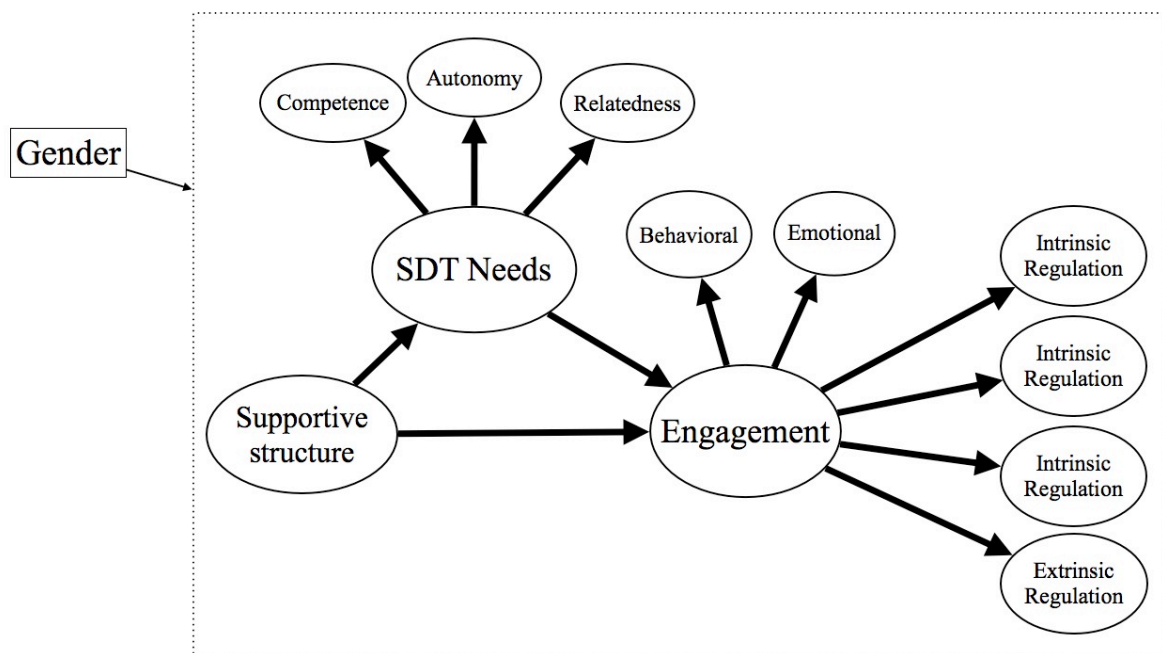 Gender
Competence
Autonomy
Relatedness
SDT Needs
Behavioral
Emotional
Supportive
structure
Engagement
Intrinsic
Regulation
Intrinsic
Regulation
Intrinsic
Regulation
Extrinsic
Regulation